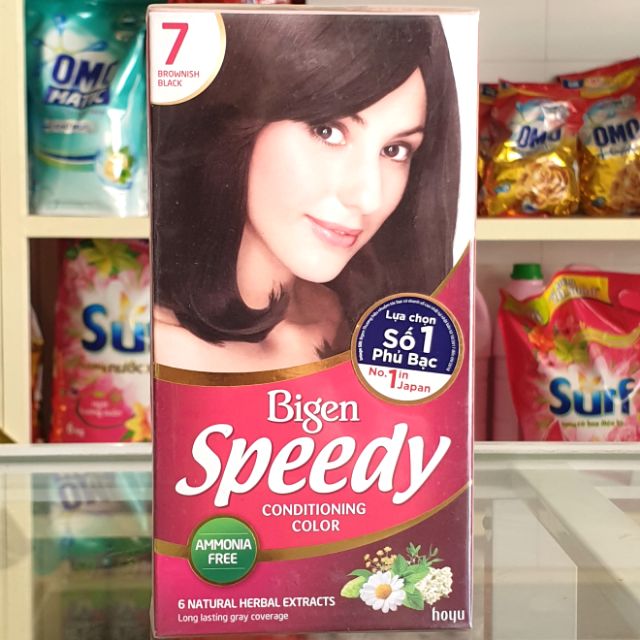 7
BROWNISH
BLACK
Lựa chọn
Số 1
Phủ Bạc
No. 1 in
Japan
Bigen
Speedy
CONDITIONING
COLOR
AMMONIA
FREE
6 NATURAL HERBAL EXTRACTS
Long lasting gray coverage
hoyu
OMO
MATIC
Surf
OMO
OMO
Surf